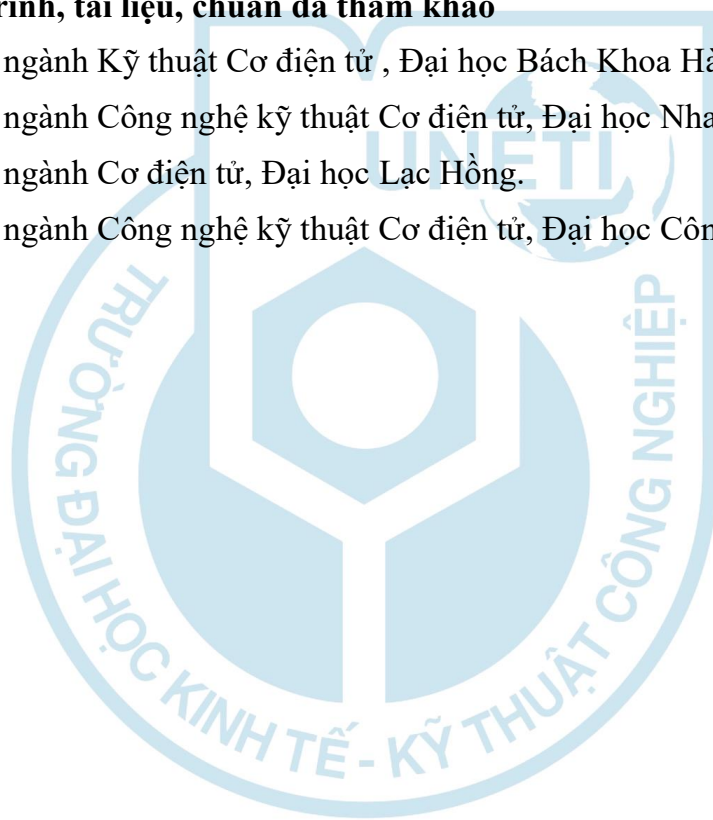 rình, tài liệu, chuẩn đã tham khảo
ngành Kỹ thuật Cơ điện tử , Đại học Bách Khoa Hà
ngành Công nghệ kỹ thuật Cơ điện tử, Đại học Nha
ngành Cơ điện tử, Đại học Lạc Hồng.
ngành Công nghệ kỹ thuật Cơ điện tử, Đại học Côn
UNETI
TRƯỜNG ĐẠI HỌC KINH TẾ - KỸ THUẬT CÔNG NGHIỆP